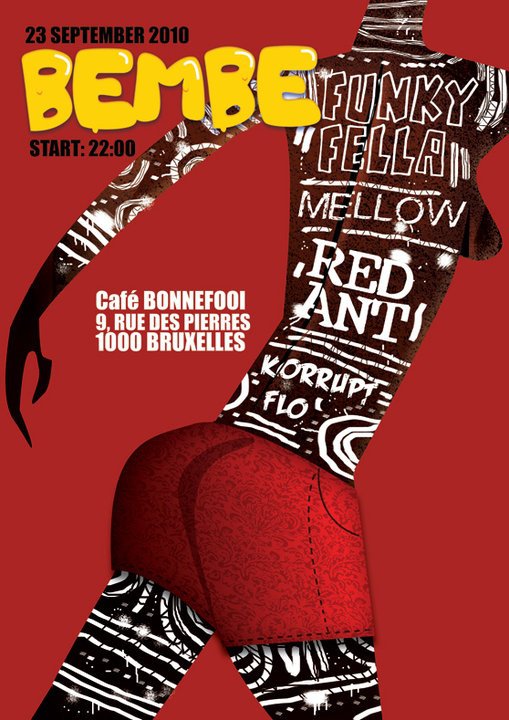 23 SEPTEMBER 2010
BEMBE
START: 22:00
FUNKY
FELLA
MELLOW
RED
ANT
KORRUPT
FLO
Café BONNEFOOI
9, RUE DES PIERRES
1000 BRUXELLES